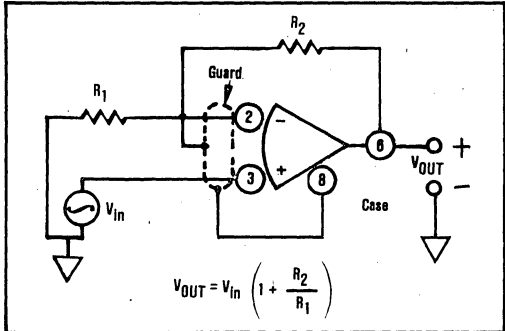 R2
Guard
R1
2
-
+
3
6
8
+
VOUT
-
Case
Vin
VOUT = Vin ( 1 + R2 / R1 )